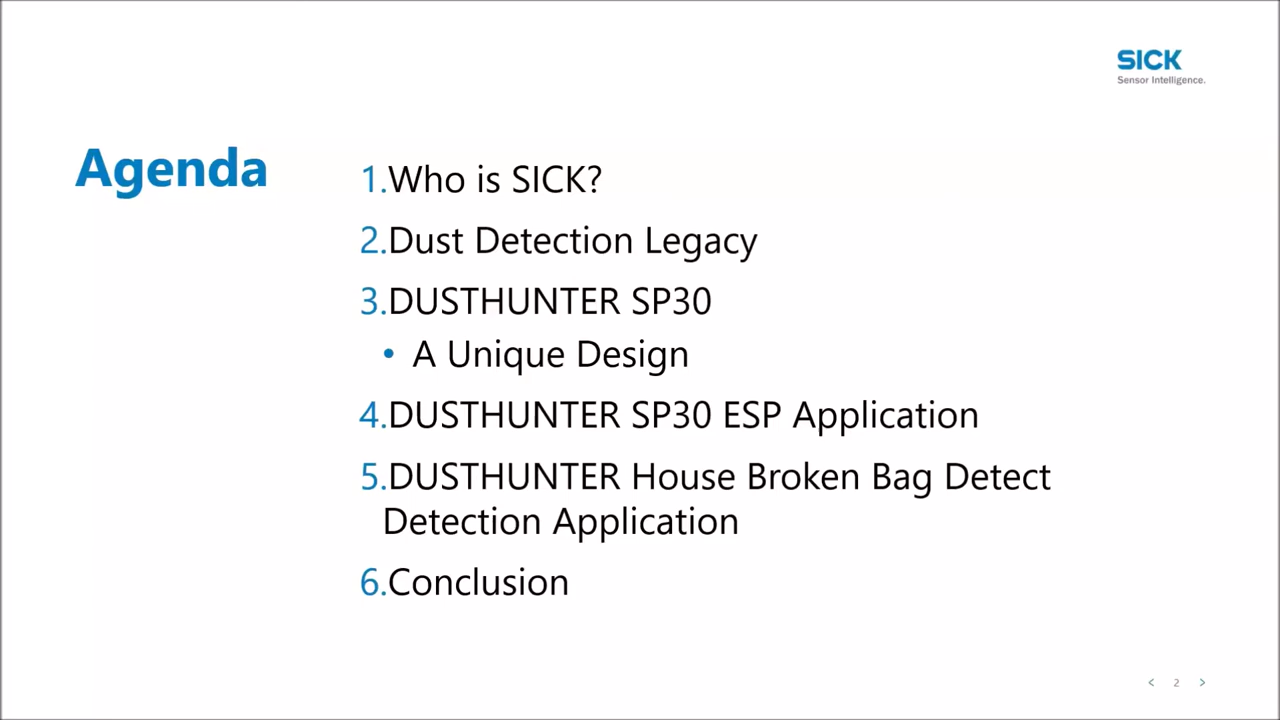 SICK
Sensor Intelligence.
Agenda
1.Who is SICK?
2.Dust Detection Legacy
3.DUSTHUNTER SP30
• A Unique Design
4.DUSTHUNTER SP30 ESP Application
5.DUSTHUNTER House Broken Bag Detect
Detection Application
6.Conclusion
< 2 >